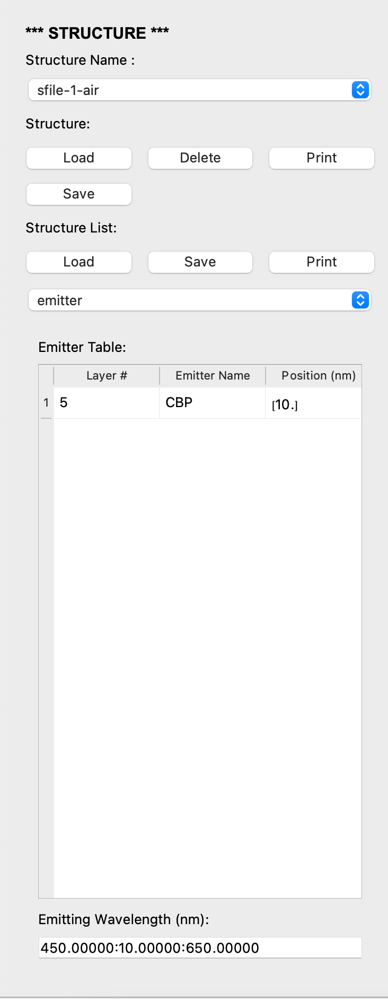 *** STRUCTURE ***
Structure Name :
sfile-1-air
Structure:
Load Delete Print
Save
Structure List:
Load Save Print
emitter
Emitter Table:
Layer # Emitter Name Position (nm)
1 5 CBP [10.]
Emitting Wavelength (nm):
450.00000:10.00000:650.00000